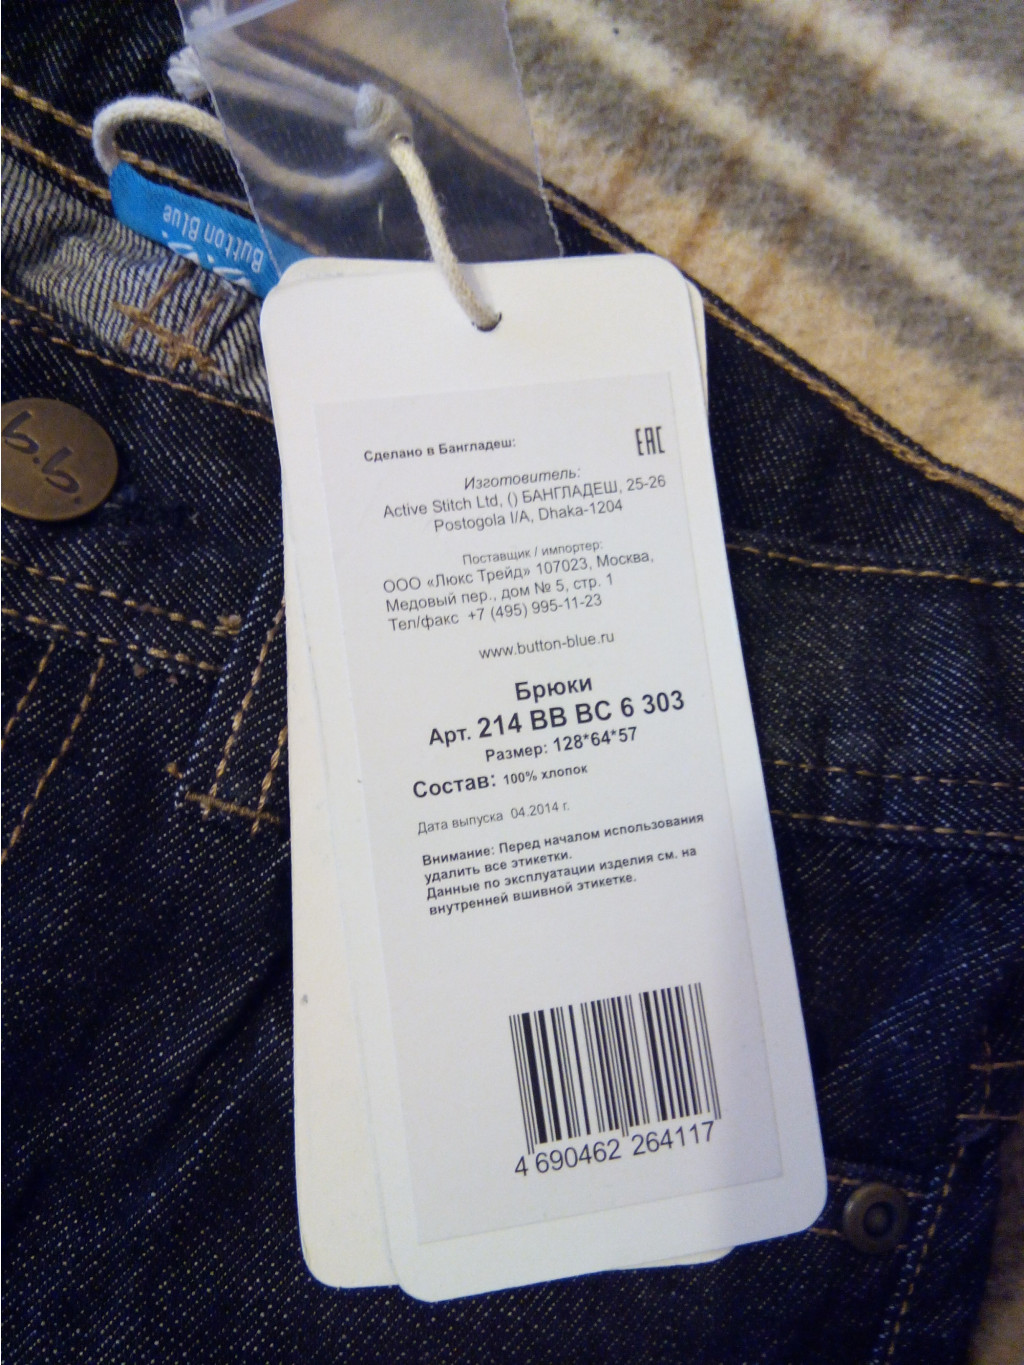 Button Blue
b.b.
Сделано в Бангладеш:
EAC
Изготовитель:
Active Stitch Ltd, () БАНГЛАДЕШ, 25-26
Postogola I/A, Dhaka-1204
Поставщик / импортер:
ООО «Люкс Трейд» 107023, Москва,
Медовый пер., дом № 5, стр. 1
Тел/факс +7 (495) 995-11-23
www.button-blue.ru
Брюки
Арт. 214 BB BC 6 303
Размер: 128*64*57
Состав: 100% хлопок
Дата выпуска 04.2014 г.
Внимание: Перед началом использования
удалить все этикетки.
Данные по эксплуатации изделия см. на
внутренней вшивной этикетке.
4 690462 264117